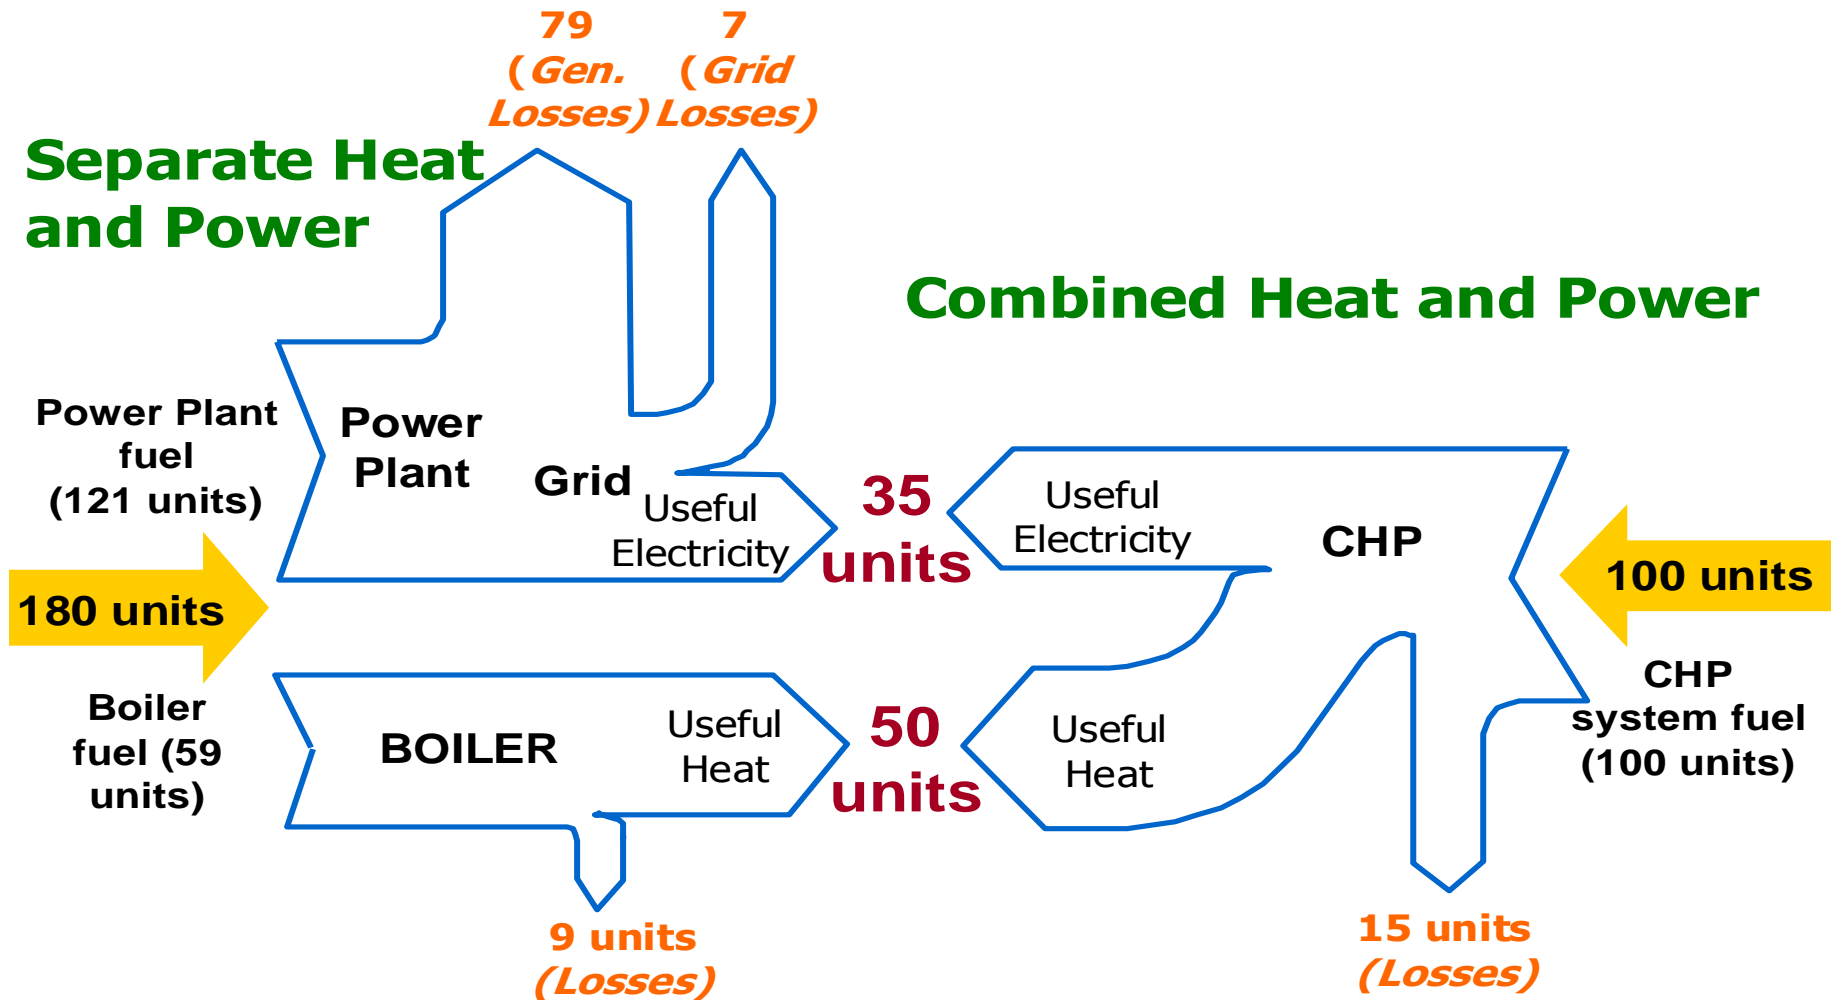 79
(Gen.
Losses)
7
(Grid
Losses)
Separate Heat
and Power
Combined Heat and Power
Power Plant
fuel
(121 units)
Power
Plant
Grid
Useful
Electricity
35
units
Useful
Electricity
CHP
180 units
100 units
Boiler
fuel (59
units)
BOILER
Useful
Heat
50
units
Useful
Heat
CHP
system fuel
(100 units)
9 units
(Losses)
15 units
(Losses)